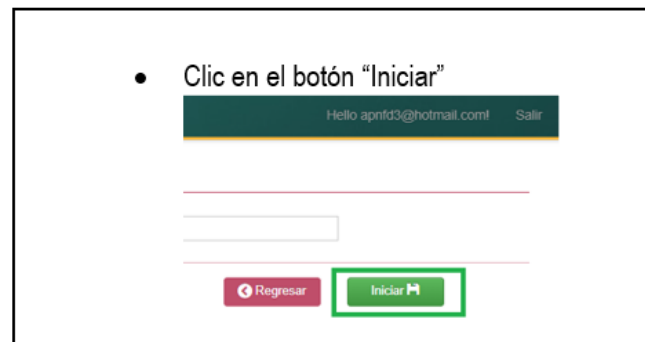 ● Clic en el botón “Iniciar”
Hello apnfd3@hotmail.com! Salir
Regresar Iniciar